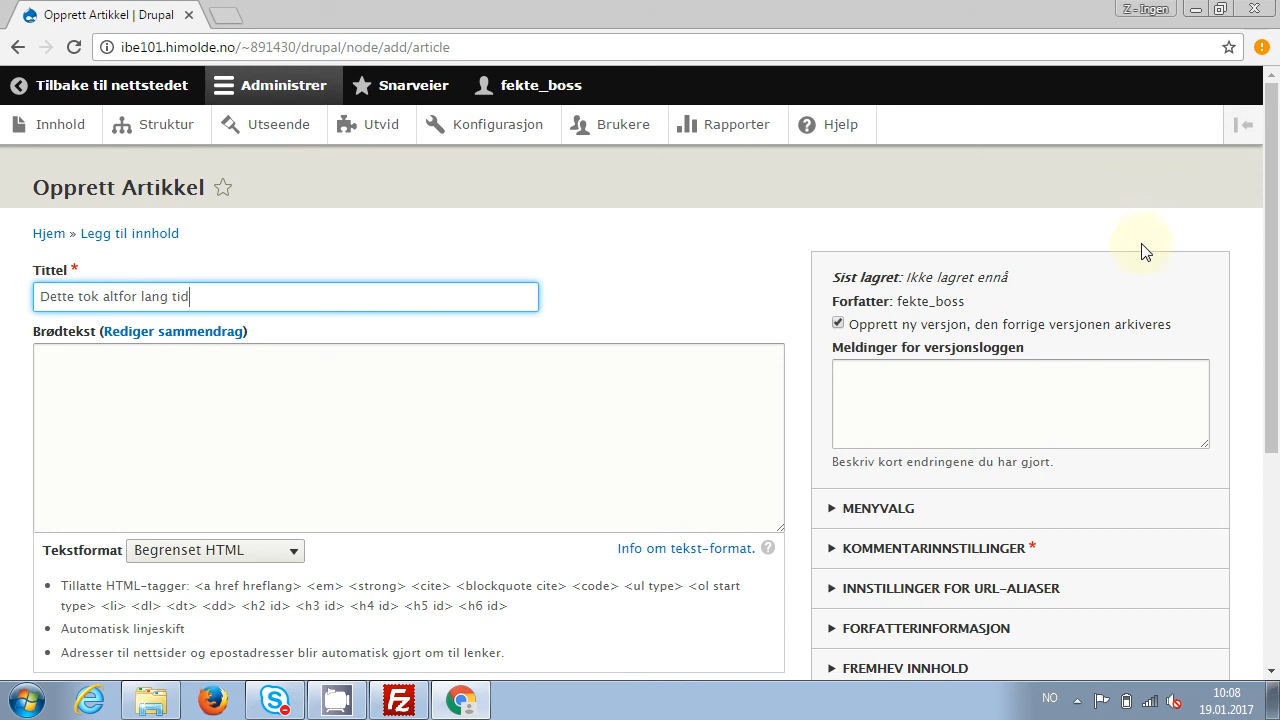 Opprett Artikkel | Drupal
Z - Ingen
ibe101.himolde.no/~891430/drupal/node/add/article
Tilbake til nettstedet Administrer Snarveier fekte_boss
Innhold Struktur Utseende Utvid Konfigurasjon Brukere Rapporter Hjelp
Opprett Artikkel
Hjem » Legg til innhold
Tittel *
Dette tok altfor lang tid
Brødtekst (Rediger sammendrag)
Tekstformat Begrenset HTML
Info om tekst-format. ?
Tillatte HTML-tagger: <a href hreflang> <em> <strong> <cite> <blockquote cite> <code> <ul type> <ol start
type> <li> <dl> <dt> <dd> <h2 id> <h3 id> <h4 id> <h5 id> <h6 id>
Automatisk linjeskift
Adresser til nettsider og epostadresser blir automatisk gjort om til lenker.
Sist lagret: Ikke lagret ennå
Forfatter: fekte_boss
Opprett ny versjon, den forrige versjonen arkiveres
Meldinger for versjonsloggen
Beskriv kort endringene du har gjort.
MENYVALG
KOMMENTARINNSTILLINGER *
INNSTILLINGER FOR URL-ALIASER
FORFATTERINFORMASJON
FREMHEV INNHOLD
NO
10:08
19.01.2017